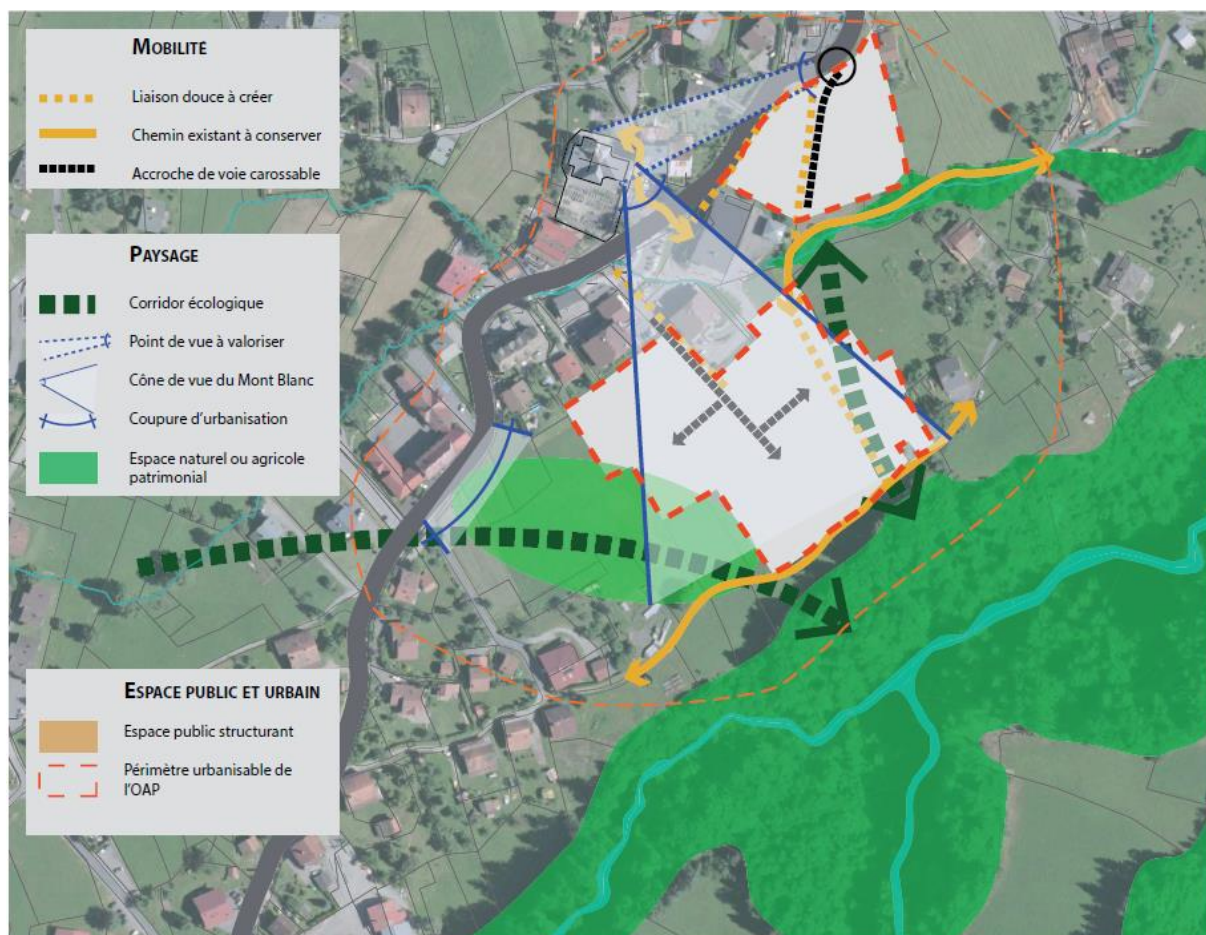 MOBILITÉ
Liaison douce à créer
Chemin existant à conserver
Accroche de voie carossable
PAYSAGE
Corridor écologique
Point de vue à valoriser
Cône de vue du Mont Blanc
Coupure d'urbanisation
Espace naturel ou agricole
patrimonial
ESPACE PUBLIC ET URBAIN
Espace public structurant
Périmètre urbanisable de
l'OAP